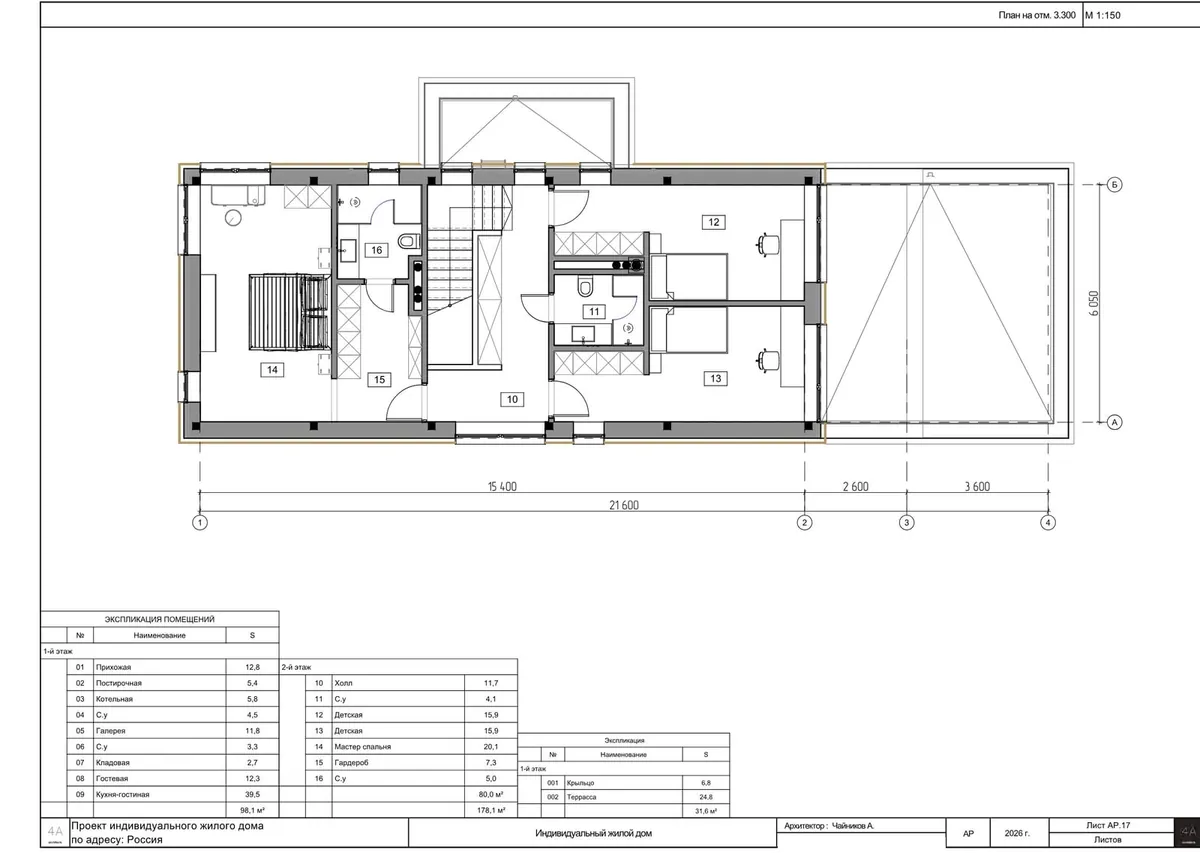 План на отм. 3.300 М 1:150
Б
12
16
14
11
6 050
15
13
10
А
15 400 2 600 3 600
21 600
1 2 3 4
ЭКСПЛИКАЦИЯ ПОМЕЩЕНИЙ
№ Наименование S
1-й этаж
01 Прихожая 12,8
02 Постирочная 5,4
03 Котельная 5,8
04 С.у 4,5
05 Галерея 11,8
06 С.у 3,3
07 Кладовая 2,7
08 Гостевая 12,3
09 Кухня-гостиная 39,5
98,1 м²
2-й этаж
10 Холл 11,7
11 С.у 4,1
12 Детская 15,9
13 Детская 15,9
14 Мастер спальня 20,1
15 Гардероб 7,3
16 С.у 5,0
80,0 м²
178,1 м²
Экспликация
№ Наименование S
1-й этаж
001 Крыльцо 6,8
002 Террасса 24,8
31,6 м²
4А
Проект индивидуального жилого дома
по адресу: Россия
Индивидуальный жилой дом
Архитектор : Чайников А.
АР
2026 г.
Лист АР.17
Листов
4А